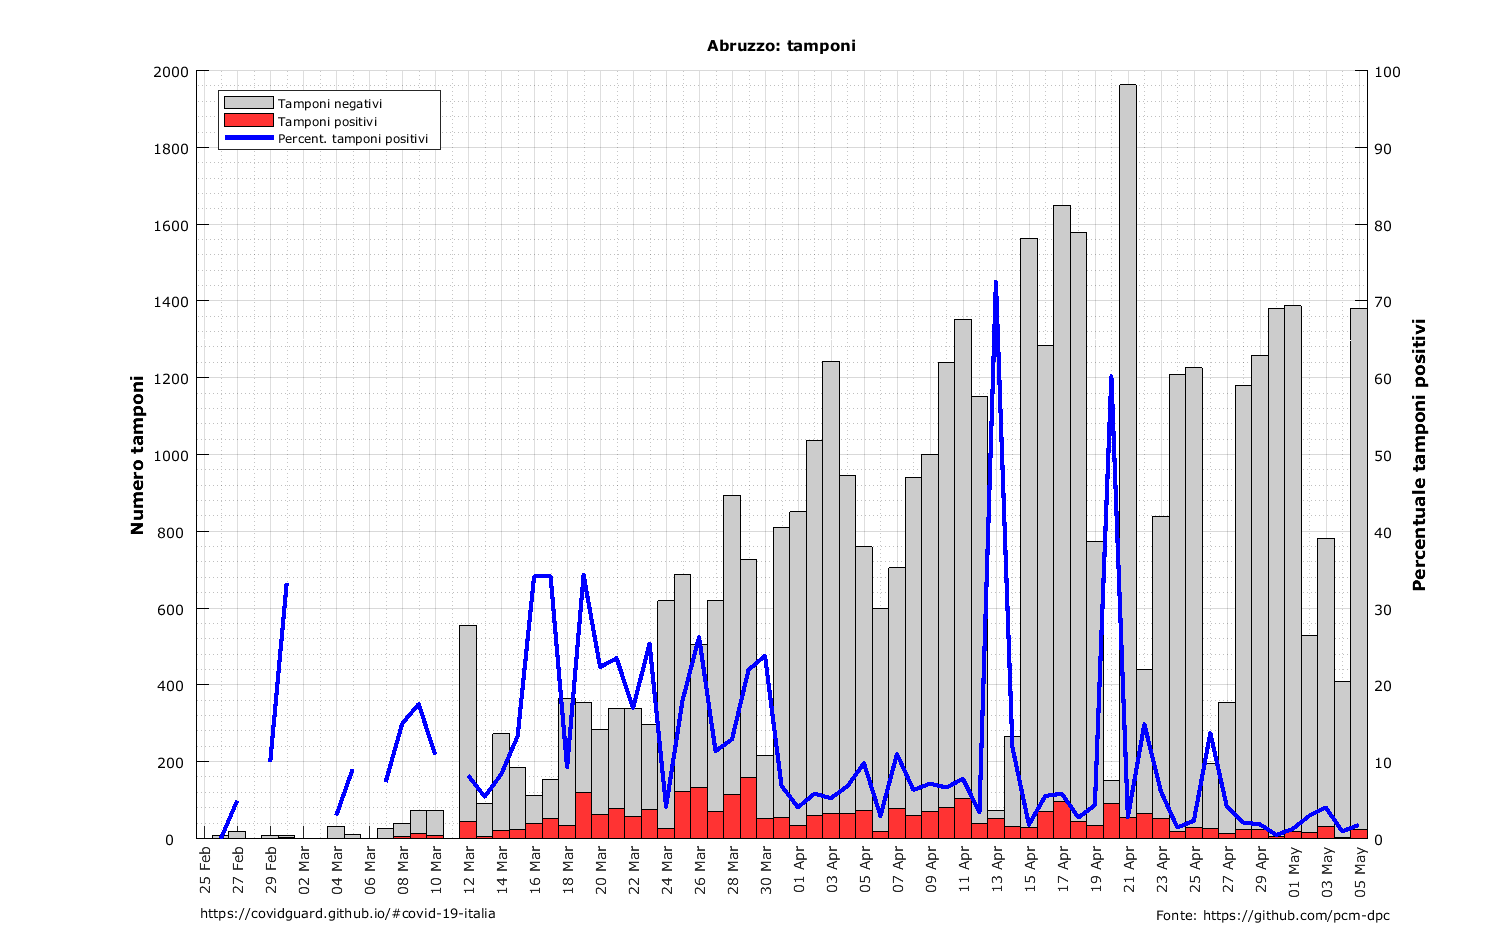 Abruzzo: tamponi
Tamponi negativi
Tamponi positivi
Percent. tamponi positivi
2000
1800
1600
1400
1200
1000
800
600
400
200
0
Numero tamponi
100
90
80
70
60
50
40
30
20
10
0
Percentuale tamponi positivi
25 Feb
27 Feb
29 Feb
02 Mar
04 Mar
06 Mar
08 Mar
10 Mar
12 Mar
14 Mar
16 Mar
18 Mar
20 Mar
22 Mar
24 Mar
26 Mar
28 Mar
30 Mar
01 Apr
03 Apr
05 Apr
07 Apr
09 Apr
11 Apr
13 Apr
15 Apr
17 Apr
19 Apr
21 Apr
23 Apr
25 Apr
27 Apr
29 Apr
01 May
03 May
05 May
https://covidguard.github.io/#covid-19-italia
Fonte: https://github.com/pcm-dpc